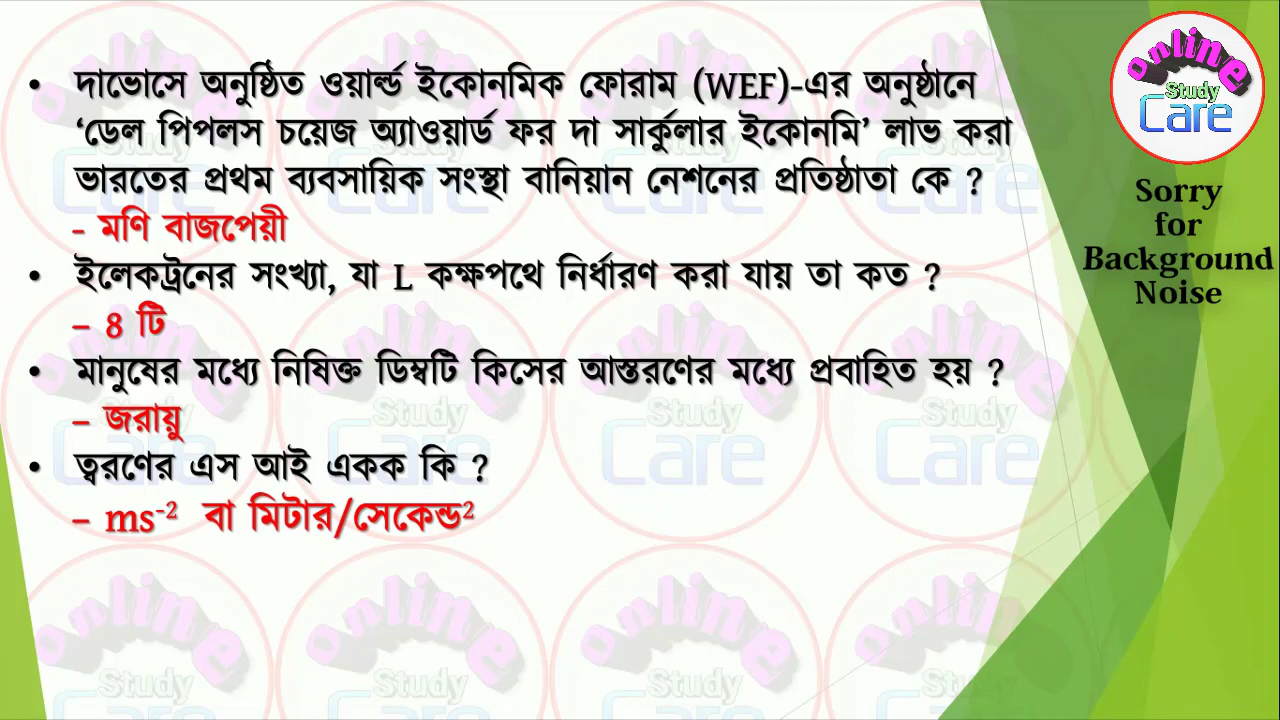 • দাভোসে অনুষ্ঠিত ওয়ার্ল্ড ইকোনমিক ফোরাম (WEF)-এর অনুষ্ঠানে
‘ডেল পিপলস চয়েজ অ্যাওয়ার্ড ফর দা সার্কুলার ইকোনমি’ লাভ করা
ভারতের প্রথম ব্যবসায়িক সংস্থা বানিয়ান নেশনের প্রতিষ্ঠাতা কে ?
- মণি বাজপেয়ী
• ইলেকট্রনের সংখ্যা, যা L কক্ষপথে নির্ধারণ করা যায় তা কত ?
– 8 টি
• মানুষের মধ্যে নিষিক্ত ডিম্বটি কিসের আস্তরণের মধ্যে প্রবাহিত হয় ?
– জরায়ু
• ত্বরণের এস আই একক কি ?
– ms⁻² বা মিটার/সেকেন্ড²
Online
Study
Care
Sorry
for
Background
Noise